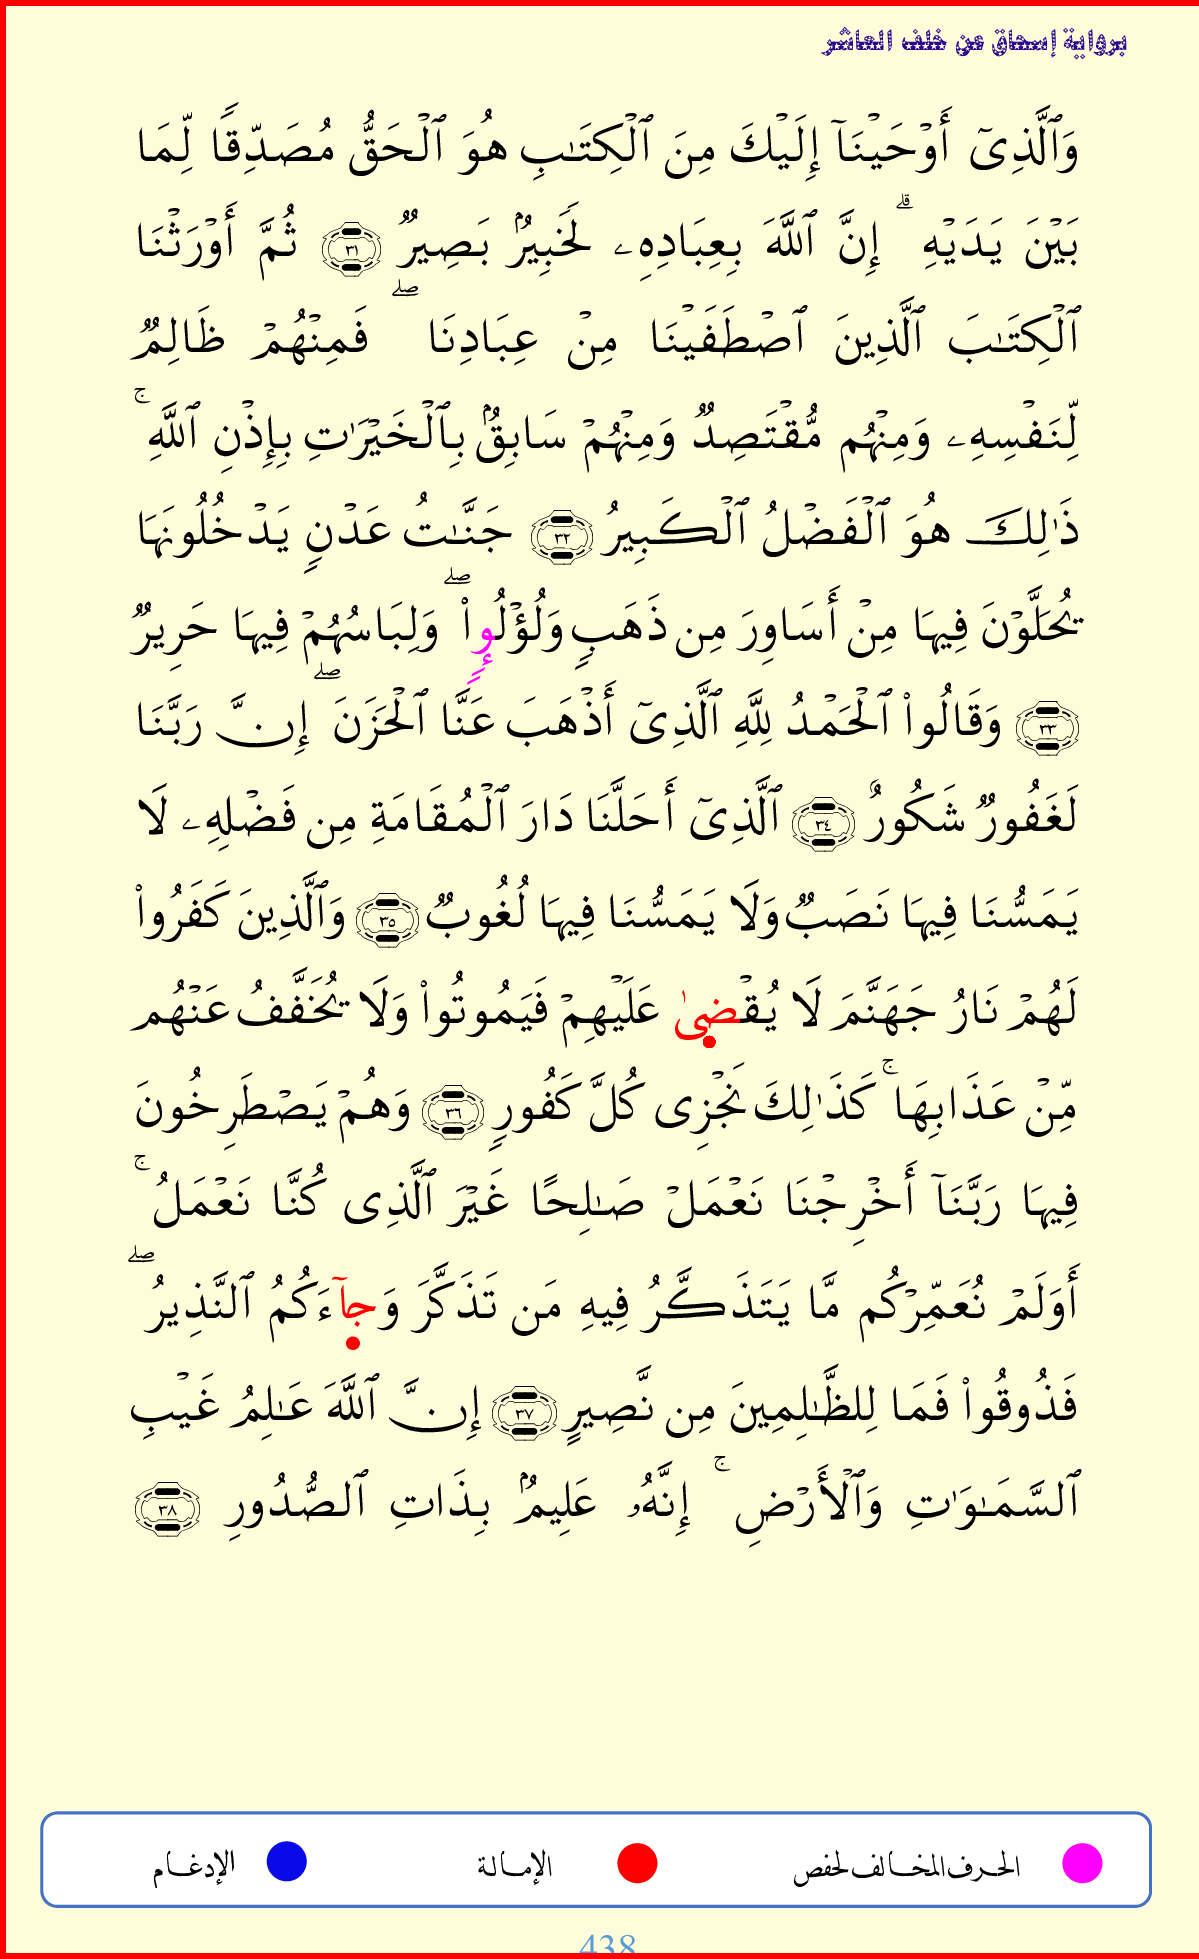 برواية إسحاق عن خلف العاشر
وَٱلَّذِىٓ أَوۡحَيۡنَآ إِلَيۡكَ مِنَ ٱلۡكِتَـٰبِ هُوَ ٱلۡحَقُّ مُصَدِّقٗا لِّمَا
بَيۡنَ يَدَيۡهِۗ إِنَّ ٱللَّهَ بِعِبَادِهِۦ لَخَبِيرُۢ بَصِيرٞ ٣١ ثُمَّ أَوۡرَثۡنَا
ٱلۡكِتَـٰبَ ٱلَّذِينَ ٱصۡطَفَيۡنَا مِنۡ عِبَادِنَاۖ فَمِنۡهُمۡ ظَالِمٞ
لِّنَفۡسِهِۦ وَمِنۡهُم مُّقۡتَصِدٞ وَمِنۡهُمۡ سَابِقُۢ بِٱلۡخَيۡرَٰتِ بِإِذۡنِ ٱللَّهِۚ
ذَٰلِكَ هُوَ ٱلۡفَضۡلُ ٱلۡكَبِيرُ ٣٢ جَنَّـٰتُ عَدۡنٖ يَدۡخُلُونَهَا
يُحَلَّوۡنَ فِيهَا مِنۡ أَسَاوِرَ مِن ذَهَبٖ وَلُؤۡلُوٕٖاْۖ وَلِبَاسُهُمۡ فِيهَا حَرِيرٞ
٣٣ وَقَالُواْ ٱلۡحَمۡدُ لِلَّهِ ٱلَّذِىٓ أَذۡهَبَ عَنَّا ٱلۡحَزَنَۖ إِنَّ رَبَّنَا
لَغَفُورٞ شَكُورٌ ٣٤ ٱلَّذِىٓ أَحَلَّنَا دَارَ ٱلۡمُقَامَةِ مِن فَضۡلِهِۦ لَا
يَمَسُّنَا فِيهَا نَصَبٞ وَلَا يَمَسُّنَا فِيهَا لُغُوبٞ ٣٥ وَٱلَّذِينَ كَفَرُواْ
لَهُمۡ نَارُ جَهَنَّمَ لَا يُقۡضىٰ عَلَيۡهِمۡ فَيَمُوتُواْ وَلَا يُخَفَّفُ عَنۡهُم
مِّنۡ عَذَابِهَاۚ كَذَٰلِكَ نَجۡزِى كُلَّ كَفُورٖ ٣٦ وَهُمۡ يَصۡطَرِخُونَ
فِيهَا رَبَّنَآ أَخۡرِجۡنَا نَعۡمَلۡ صَـٰلِحًا غَيۡرَ ٱلَّذِى كُنَّا نَعۡمَلُۚ
أَوَلَمۡ نُعَمِّرۡكُم مَّا يَتَذَكَّرُ فِيهِ مَن تَذَكَّرَ وَجآءَكُمُ ٱلنَّذِيرُۖ
فَذُوقُواْ فَمَا لِلظَّـٰلِمِينَ مِن نَّصِيرٍ ٣٧ إِنَّ ٱللَّهَ عَـٰلِمُ غَيۡبِ
ٱلسَّمَـٰوَٰتِ وَٱلۡأَرۡضِۚ إِنَّهُۥ عَلِيمُۢ بِذَاتِ ٱلصُّدُورِ ٣٨
الحرف المخالف لحفص الإمالة الإدغام
438